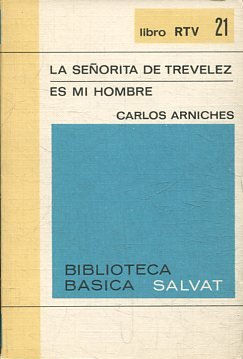 libro RTV 21
LA SEÑORITA DE TREVELEZ
ES MI HOMBRE
CARLOS ARNICHES
BIBLIOTECA
BASICA SALVAT